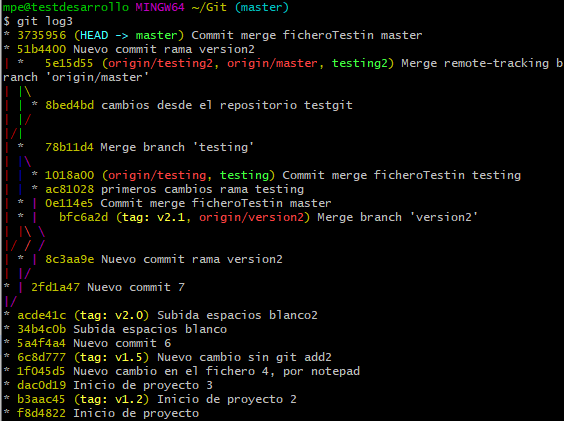 mpe@testdesarrollo MINGW64 ~/Git (master)
$ git log3
* 3735956 (HEAD -> master) Commit merge ficheroTestin master
* 51b4400 Nuevo commit rama version2
| *   5e15d55 (origin/testing2, origin/master, testing2) Merge remote-tracking b
ranch 'origin/master'
| |\
| | * 8bed4bd cambios desde el repositorio testgit
| |/
|/|
| *   78b11d4 Merge branch 'testing'
| |\
| | * 1018a00 (origin/testing, testing) Commit merge ficheroTestin testing
| | * ac81028 primeros cambios rama testing
| * | 0e114e5 Commit merge ficheroTestin master
| * |   bfc6a2d (tag: v2.1, origin/version2) Merge branch 'version2'
| |\ \
|/ / /
| * | 8c3aa9e Nuevo commit rama version2
| |/
* | 2fd1a47 Nuevo commit 7
|/
* acde41c (tag: v2.0) Subida espacios blanco2
* 34b4c0b Subida espacios blanco
* 5a4f4a4 Nuevo commit 6
* 6c8d777 (tag: v1.5) Nuevo cambio sin git add2
* 1f045d5 Nuevo cambio en el fichero 4, por notepad
* dac0d19 Inicio de proyecto 3
* b3aac45 (tag: v1.2) Inicio de proyecto 2
* f8d4822 Inicio de proyecto